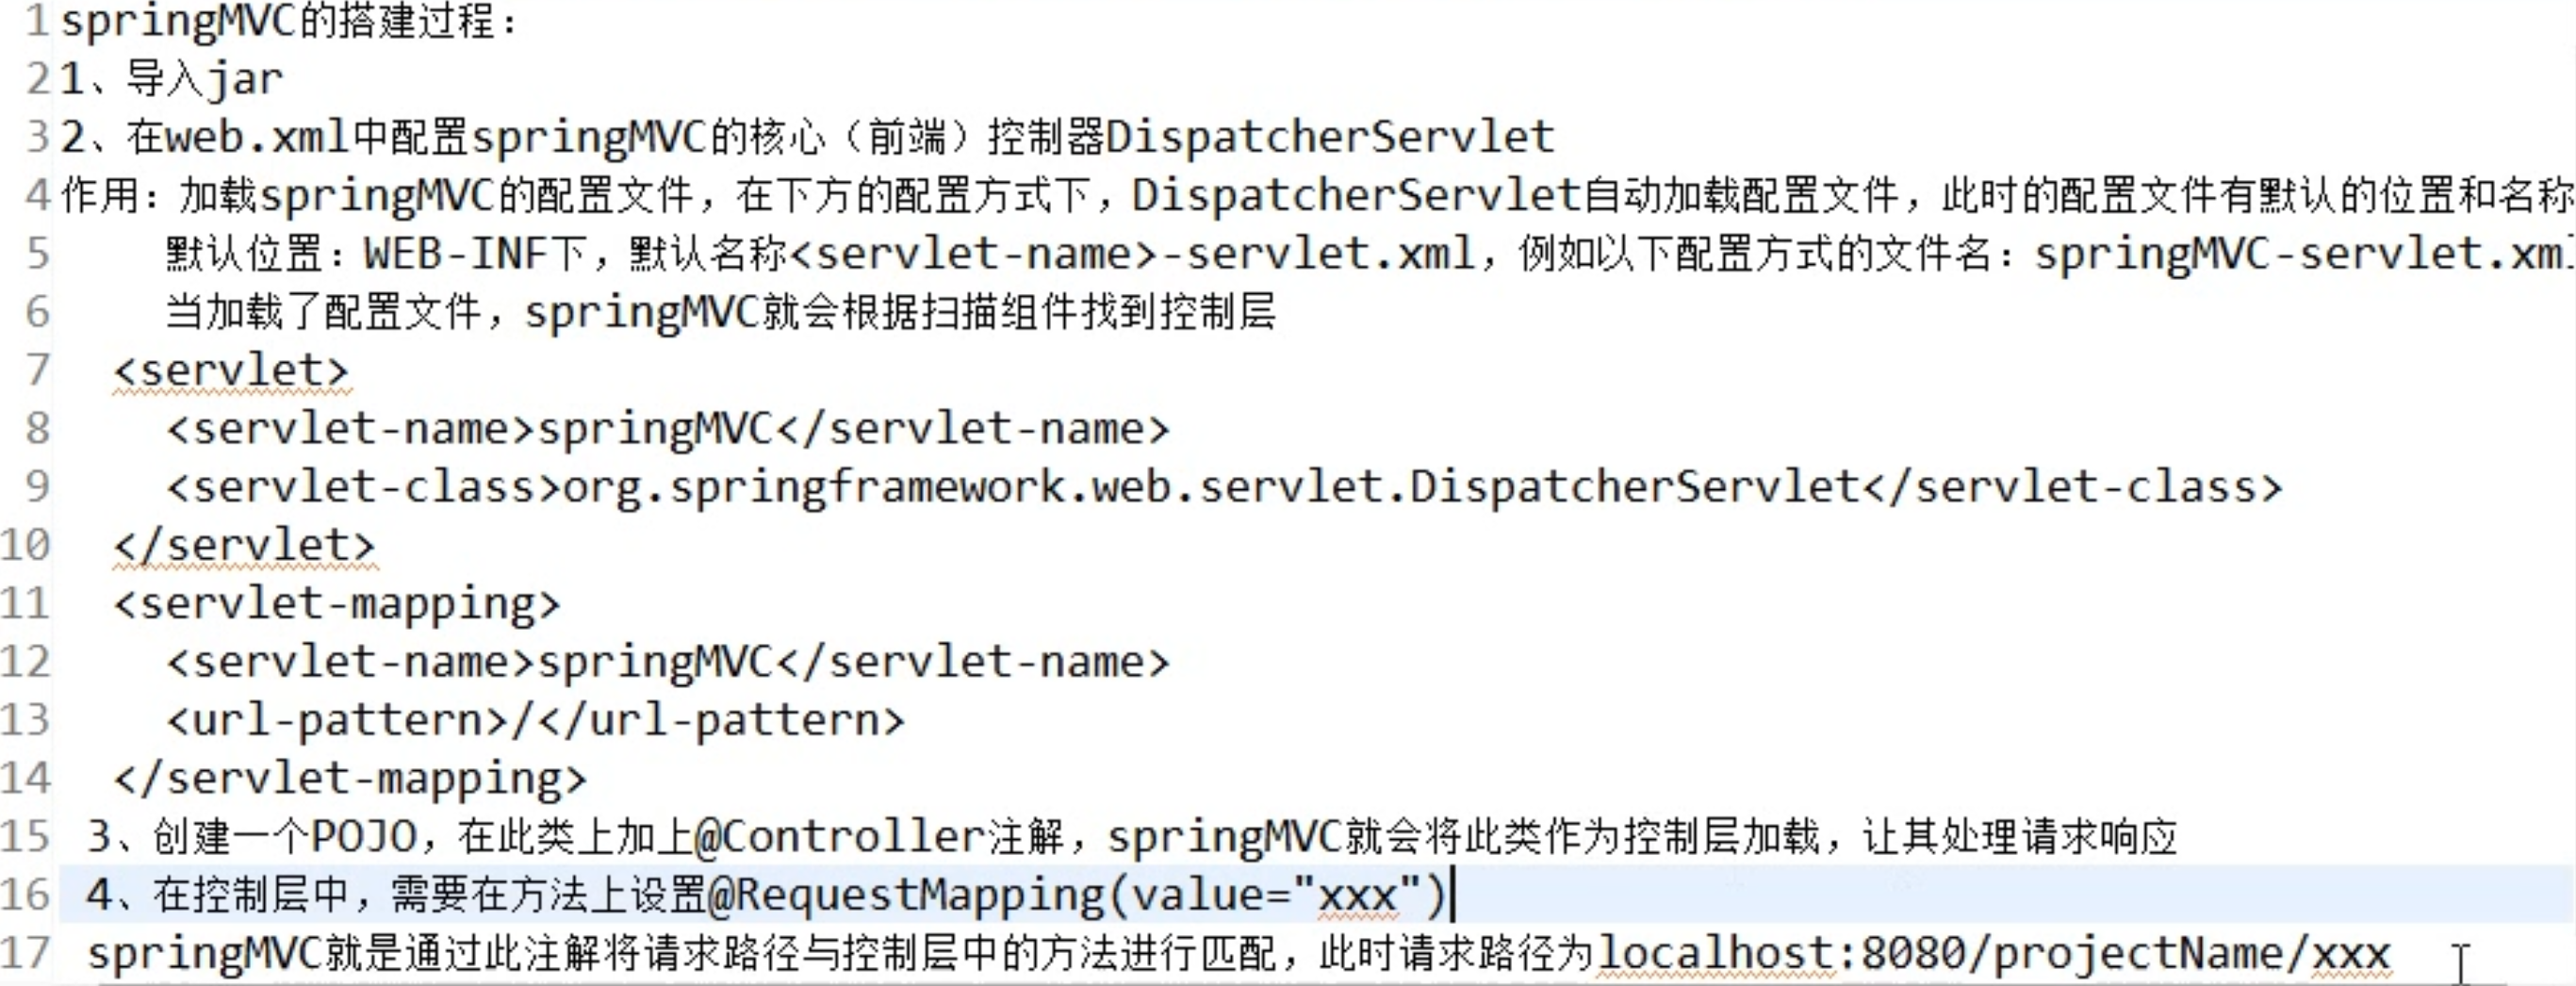 1 springMVC的搭建过程：
2 1、导入jar
3 2、在web.xml中配置springMVC的核心（前端）控制器DispatcherServlet
4 作用：加载springMVC的配置文件，在下方的配置方式下，DispatcherServlet自动加载配置文件，此时的配置文件有默认的位置和名称
5 默认位置：WEB-INF下，默认名称<servlet-name>-servlet.xml，例如以下配置方式的文件名：springMVC-servlet.xml
6 当加载了配置文件，springMVC就会根据扫描组件找到控制层
7 <servlet>
8 <servlet-name>springMVC</servlet-name>
9 <servlet-class>org.springframework.web.servlet.DispatcherServlet</servlet-class>
10 </servlet>
11 <servlet-mapping>
12 <servlet-name>springMVC</servlet-name>
13 <url-pattern>/</url-pattern>
14 </servlet-mapping>
15 3、创建一个POJO，在此类上加上@Controller注解，springMVC就会将此类作为控制层加载，让其处理请求响应
16 4、在控制层中，需要在方法上设置@RequestMapping(value="xxx")
17 springMVC就是通过此注解将请求路径与控制层中的方法进行匹配，此时请求路径为localhost:8080/projectName/xxx